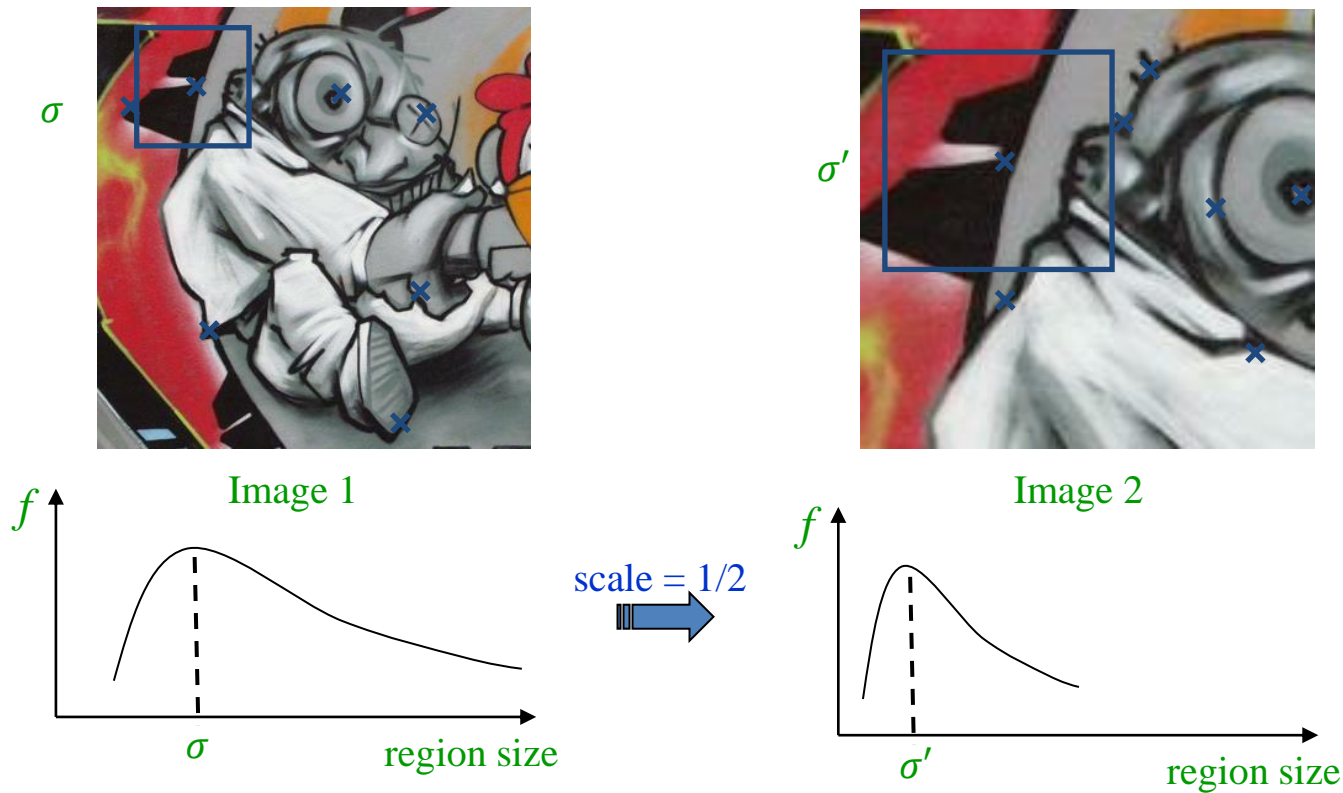 σ
σ′
Image 1
Image 2
f
f
scale = 1/2
σ
region size
σ′
region size